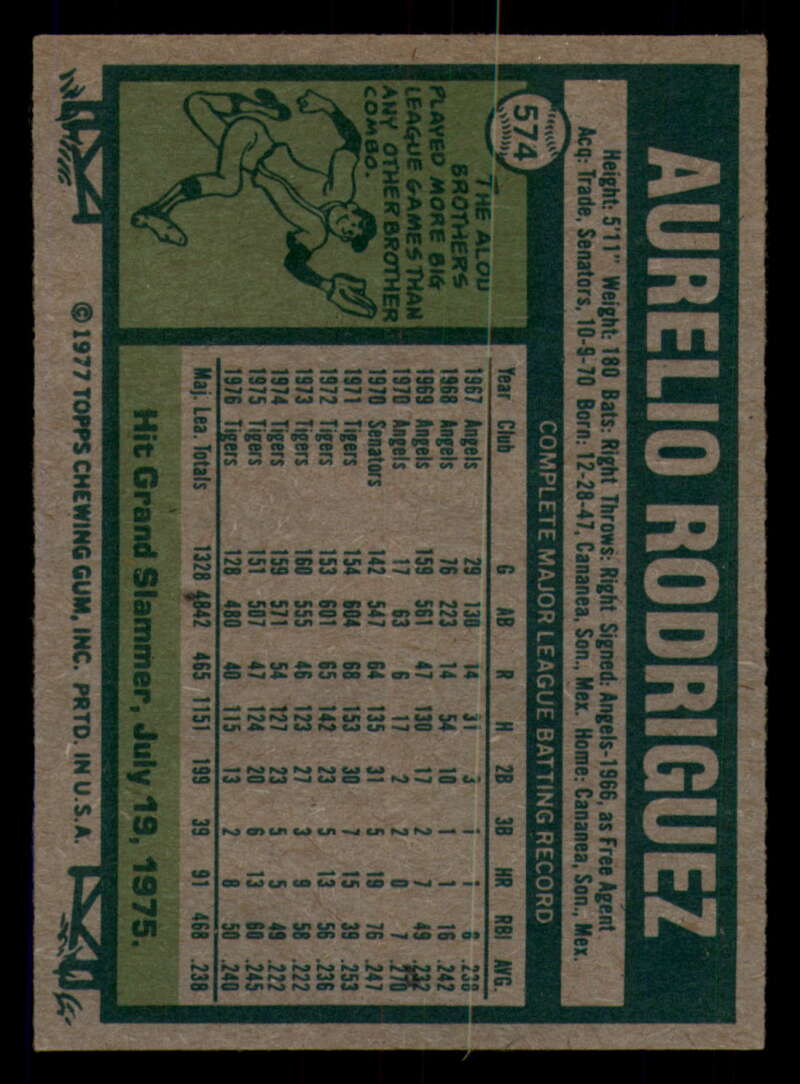 AURELIO RODRIGUEZ
574
Height: 5'11" Weight: 180 Bats: Right Throws: Right Signed: Angels-1966, as Free Agent
Acq: Trade, Senators, 10-9-70 Born: 12-28-47, Cananea, Son., Mex. Home: Cananea, Son., Mex.
COMPLETE MAJOR LEAGUE BATTING RECORD
THE ALOU
BROTHERS
PLAYED MORE BIG
LEAGUE GAMES THAN
ANY OTHER BROTHER
COMBO.
Year Club G AB R H 2B 3B HR RBI AVG.
1967 Angels 29 130 14 31 3 1 1 8 .238
1968 Angels 76 223 14 54 10 1 1 16 .242
1969 Angels 159 561 47 130 17 2 7 49 .232
1970 Angels 17 63 6 17 2 2 0 7 .270
1970 Senators 142 547 64 135 31 5 19 76 .247
1971 Tigers 154 604 68 153 30 7 15 39 .253
1972 Tigers 153 601 65 142 23 5 13 56 .236
1973 Tigers 160 555 46 123 27 3 9 58 .222
1974 Tigers 159 571 54 127 23 5 5 49 .222
1975 Tigers 151 507 47 124 20 6 13 60 .245
1976 Tigers 128 480 40 115 13 2 8 50 .240
Maj. Lea. Totals 1328 4842 465 1151 199 39 91 468 .238
Hit Grand Slammer, July 19, 1975.
© 1977 TOPPS CHEWING GUM, INC. PRTD. IN U.S.A.